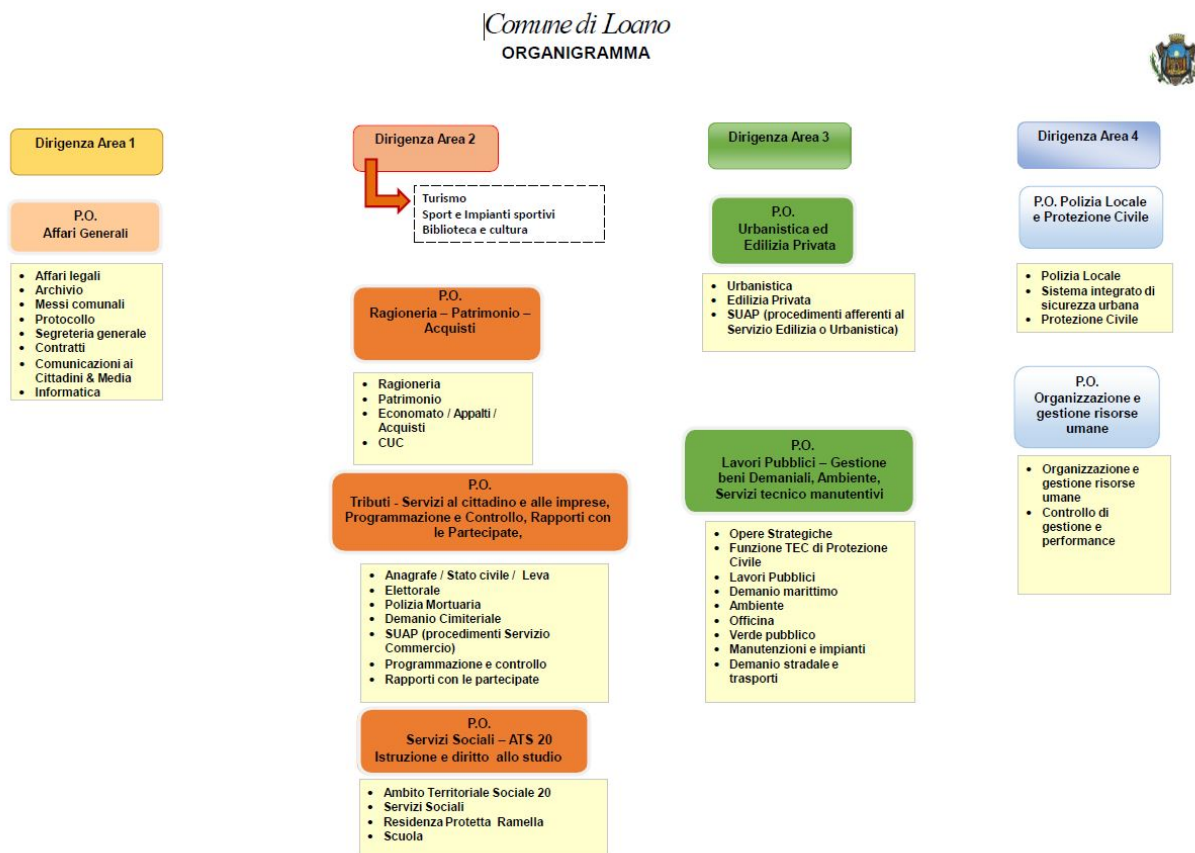 Comune di Loano
ORGANIGRAMMA
Dirigenza Area 1
P.O.
Affari Generali
• Affari legali
• Archivio
• Messi comunali
• Protocollo
• Segreteria generale
• Contratti
• Comunicazioni ai
Cittadini & Media
• Informatica
Dirigenza Area 2
Turismo
Sport e Impianti sportivi
Biblioteca e cultura
P.O.
Ragioneria – Patrimonio –
Acquisti
• Ragioneria
• Patrimonio
• Economato / Appalti /
Acquisti
• CUC
P.O.
Tributi - Servizi al cittadino e alle imprese,
Programmazione e Controllo, Rapporti con
le Partecipate,
• Anagrafe / Stato civile / Leva
• Elettorale
• Polizia Mortuaria
• Demanio Cimiteriale
• SUAP (procedimenti Servizio
Commercio)
• Programmazione e controllo
• Rapporti con le partecipate
P.O.
Servizi Sociali – ATS 20
Istruzione e diritto allo studio
• Ambito Territoriale Sociale 20
• Servizi Sociali
• Residenza Protetta Ramella
• Scuola
Dirigenza Area 3
P.O.
Urbanistica ed
Edilizia Privata
• Urbanistica
• Edilizia Privata
• SUAP (procedimenti afferenti al
Servizio Edilizia o Urbanistica)
P.O.
Lavori Pubblici – Gestione
beni Demaniali, Ambiente,
Servizi tecnico manutentivi
• Opere Strategiche
• Funzione TEC di Protezione
Civile
• Lavori Pubblici
• Demanio marittimo
• Ambiente
• Officina
• Verde pubblico
• Manutenzioni e impianti
• Demanio stradale e
trasporti
Dirigenza Area 4
P.O. Polizia Locale
e Protezione Civile
• Polizia Locale
• Sistema integrato di
sicurezza urbana
• Protezione Civile
P.O.
Organizzazione e
gestione risorse
umane
• Organizzazione e
gestione risorse
umane
• Controllo di
gestione e
performance